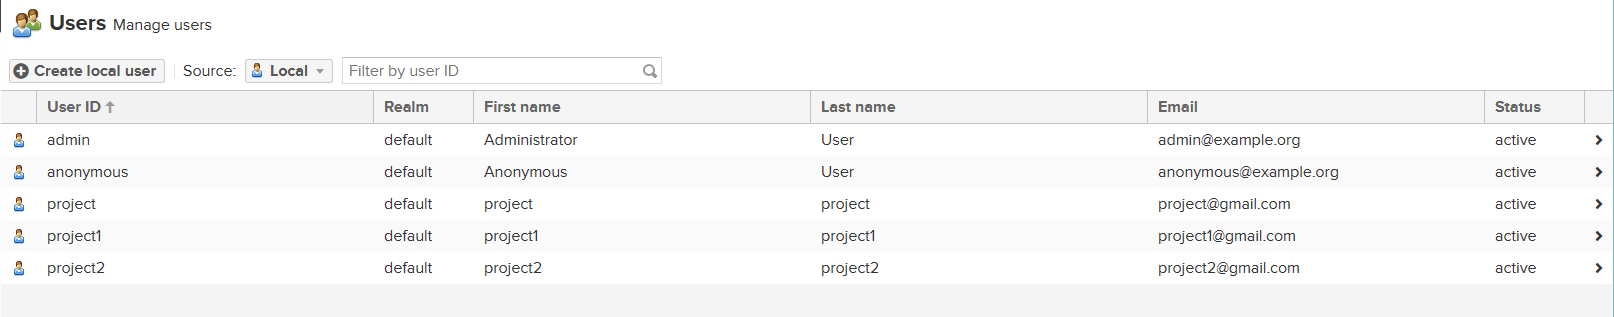 Users Manage users
Create local user Source: Local Filter by user ID
User ID Realm First name Last name Email Status
admin default Administrator User admin@example.org active
anonymous default Anonymous User anonymous@example.org active
project default project project project@gmail.com active
project1 default project1 project1 project1@gmail.com active
project2 default project2 project2 project2@gmail.com active